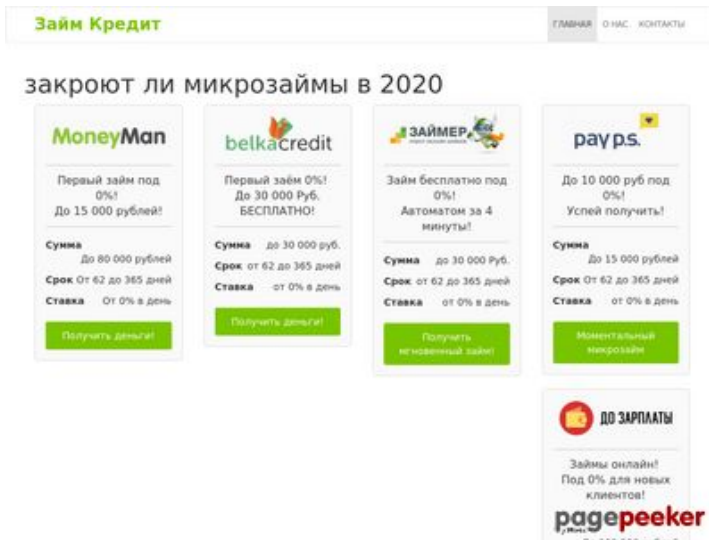 Займ Кредит
ГЛАВНАЯ О НАС КОНТАКТЫ
закроют ли микрозаймы в 2020
MoneyMan
Первый займ под
0%!
До 15 000 рублей!
Сумма
До 80 000 рублей
Срок От 62 до 365 дней
Ставка От 0% в день
Получить деньги!
belkacredit
Первый заём 0%!
До 30 000 Руб.
БЕСПЛАТНО!
Сумма до 30 000 руб.
Срок от 62 до 365 дней
Ставка от 0% в день
Получить деньги!
ЗАЙМЕР
Займ бесплатно под
0%!
Автоматом за 4
минуты!
Сумма до 30 000 Руб.
Срок от 62 до 365 дней
Ставка от 0% в день
Получить
мгновенный займ!
pay p.s.
До 10 000 руб под
0%!
Успей получить!
Сумма
До 15 000 рублей
Срок От 62 до 365 дней
Ставка От 0% в день
Моментальный
микрозайм
ДО ЗАРПЛАТЫ
Займы онлайн!
Под 0% для новых
клиентов!
pagepeeker